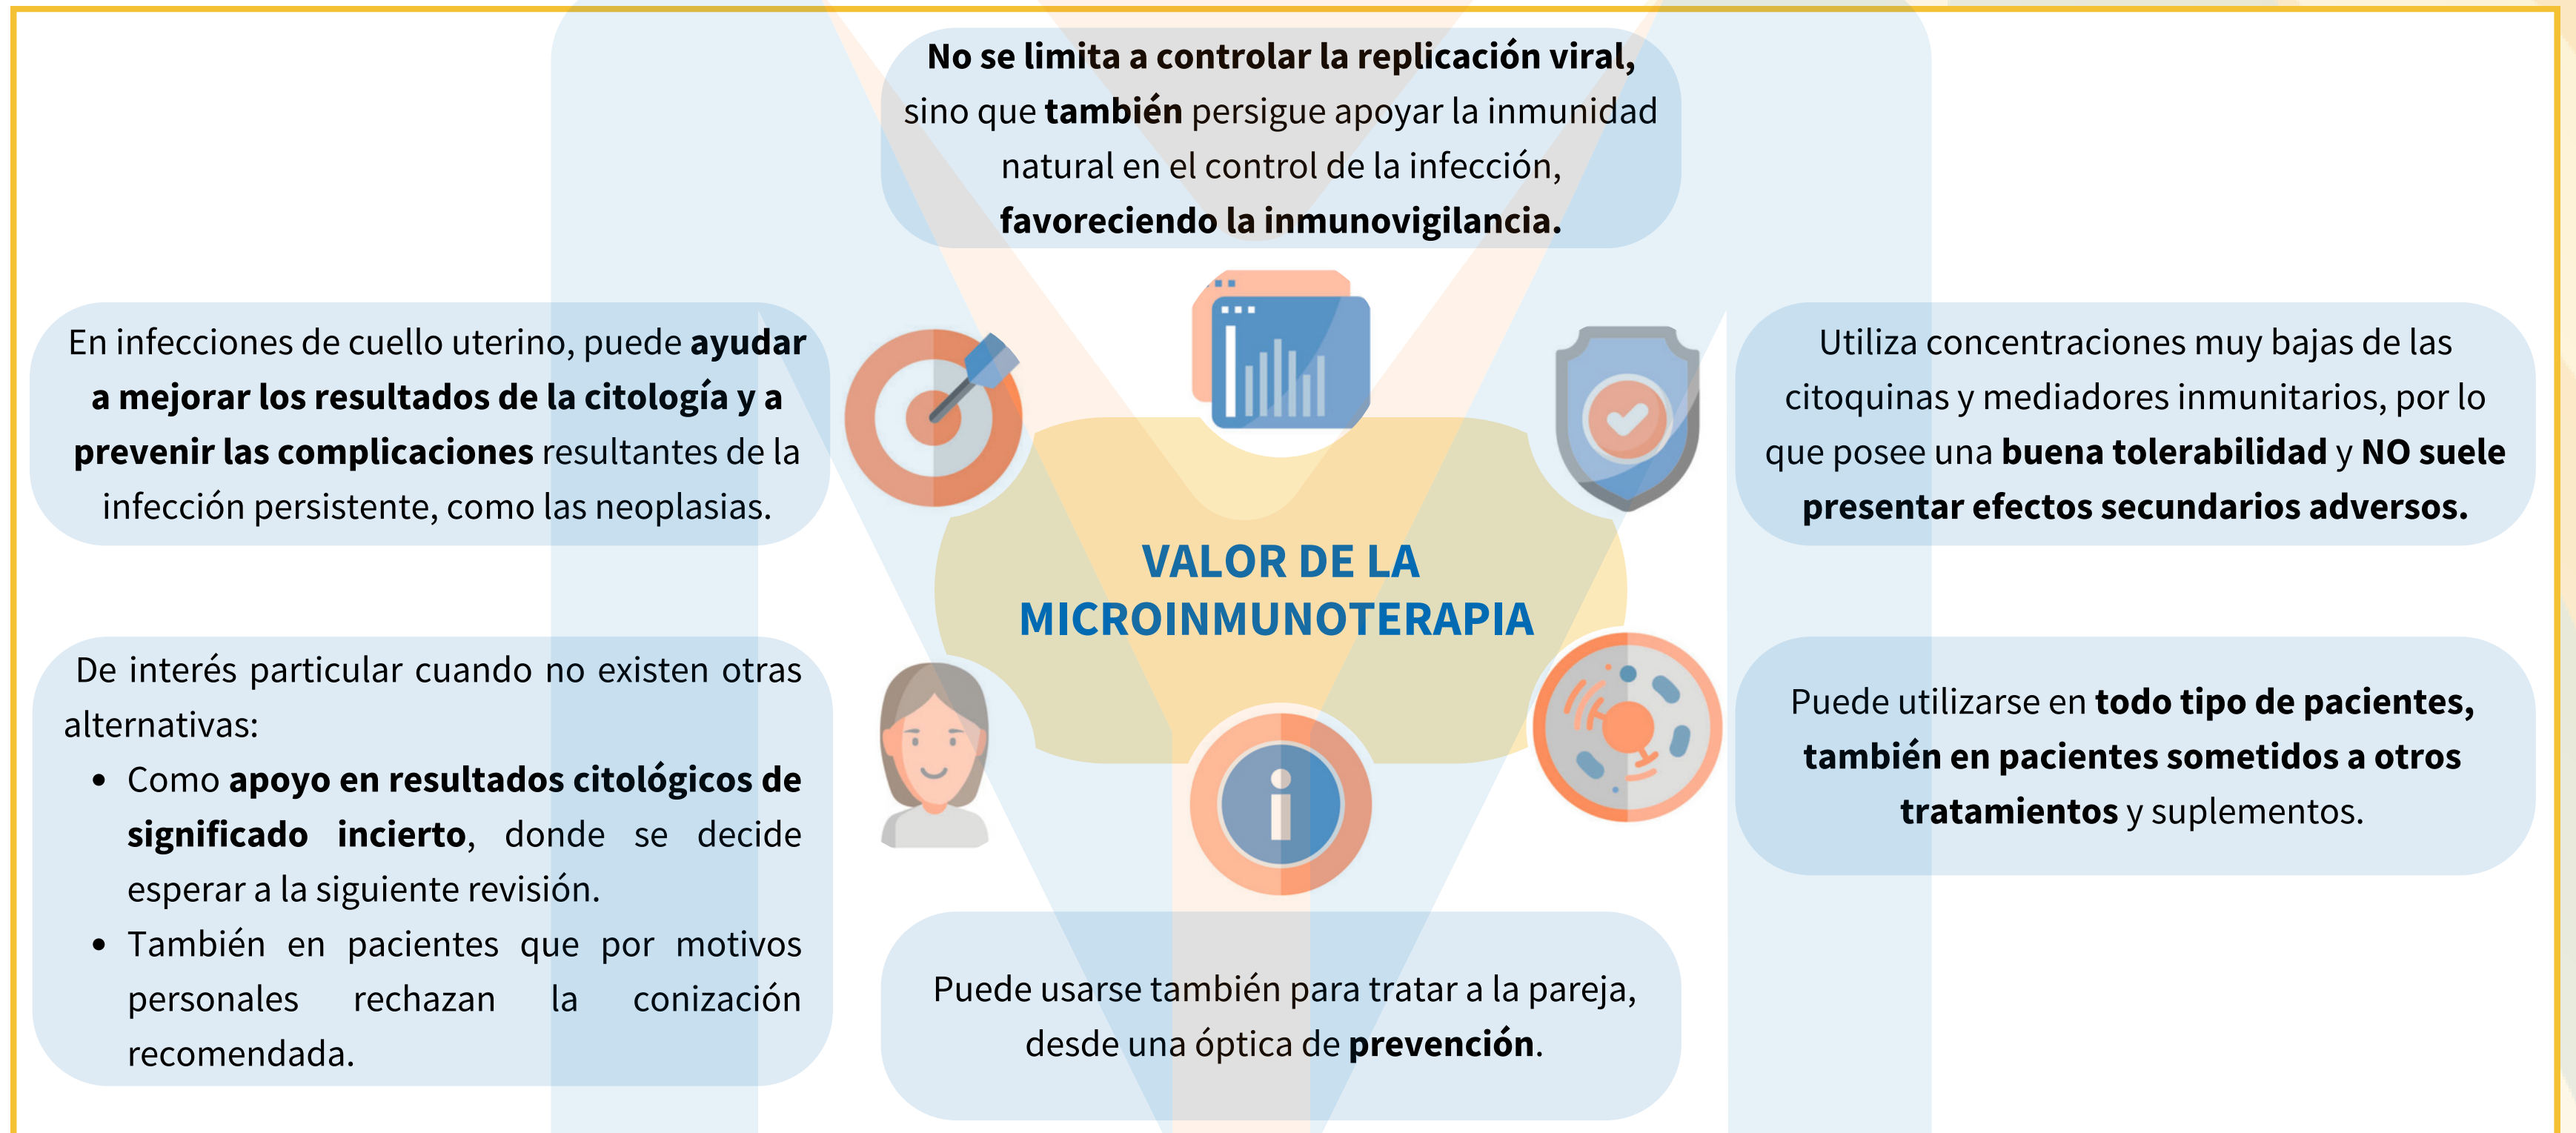 No se limita a controlar la replicación viral,
sino que también persigue apoyar la inmunidad
natural en el control de la infección,
favoreciendo la inmunovigilancia.
En infecciones de cuello uterino, puede ayudar
a mejorar los resultados de la citología y a
prevenir las complicaciones resultantes de la
infección persistente, como las neoplasias.
Utiliza concentraciones muy bajas de las
citoquinas y mediadores inmunitarios, por lo
que posee una buena tolerabilidad y NO suele
presentar efectos secundarios adversos.
VALOR DE LA
MICROINMUNOTERAPIA
De interés particular cuando no existen otras
alternativas:
• Como apoyo en resultados citológicos de
significado incierto, donde se decide
esperar a la siguiente revisión.
• También en pacientes que por motivos
personales rechazan la conización
recomendada.
Puede utilizarse en todo tipo de pacientes,
también en pacientes sometidos a otros
tratamientos y suplementos.
Puede usarse también para tratar a la pareja,
desde una óptica de prevención.